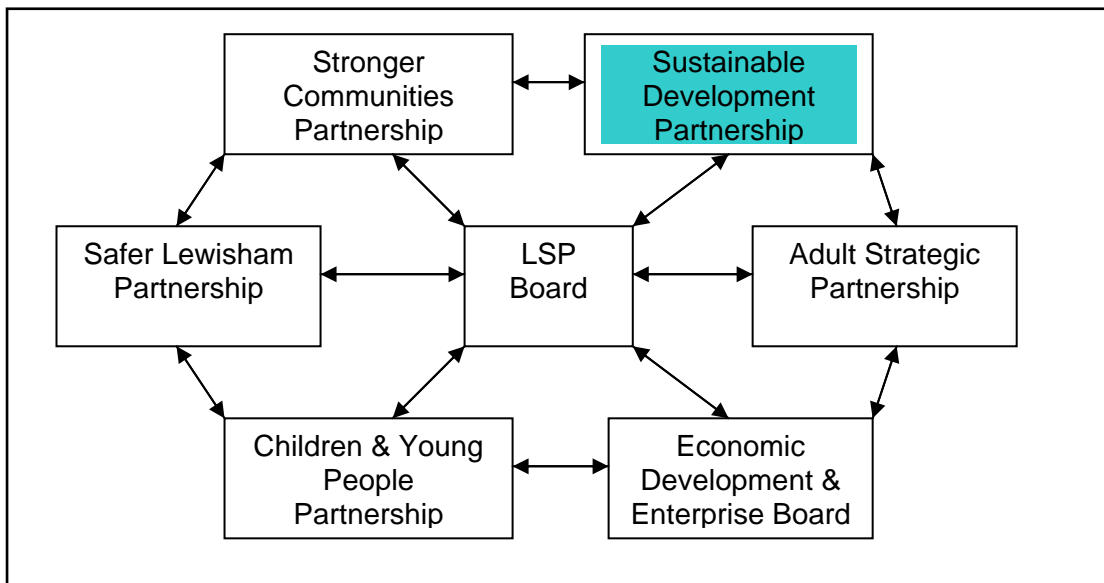 Stronger
Communities
Partnership
Sustainable
Development
Partnership
Safer Lewisham
Partnership
LSP
Board
Adult Strategic
Partnership
Children & Young
People
Partnership
Economic
Development &
Enterprise Board